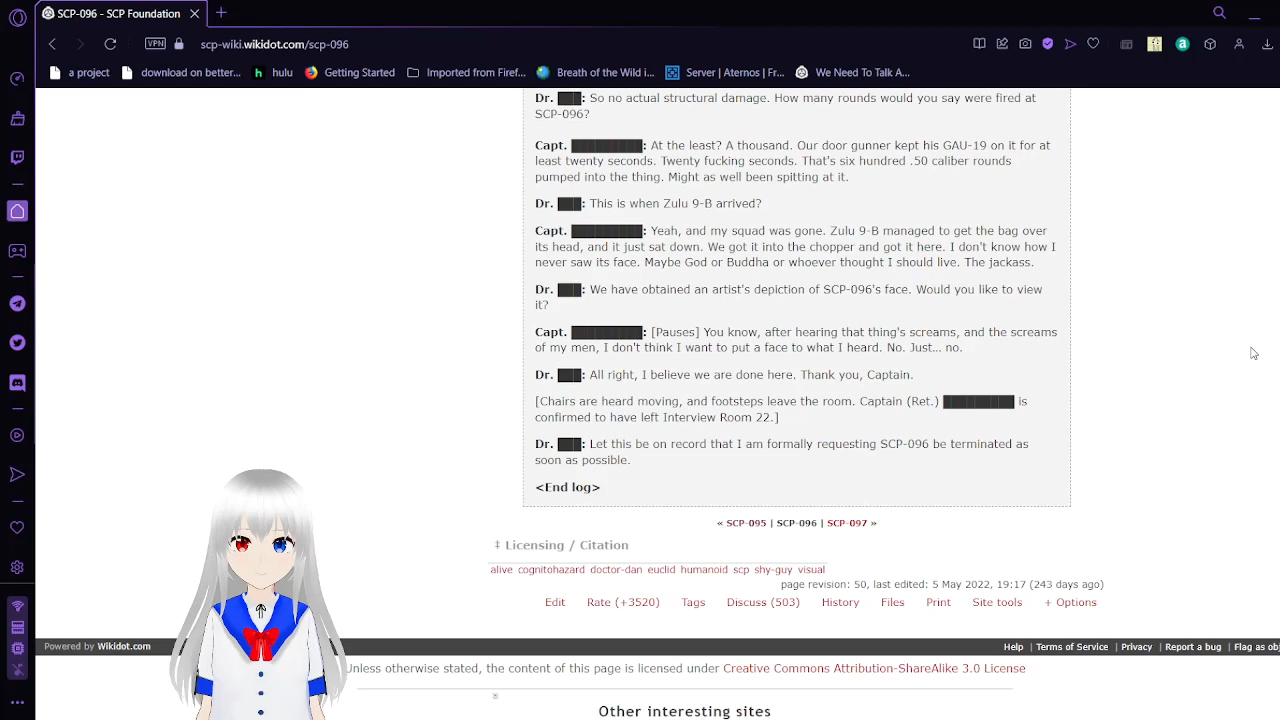 SCP-096 - SCP Foundation
VPN scp-wiki.wikidot.com/scp-096
a project download on better... hulu Getting Started Imported from Firef... Breath of the Wild i... Server | Aternos | Fr... We Need To Talk A...
Dr. ███: So no actual structural damage. How many rounds would you say were fired at
SCP-096?
Capt. █████████: At the least? A thousand. Our door gunner kept his GAU-19 on it for at
least twenty seconds. Twenty fucking seconds. That's six hundred .50 caliber rounds
pumped into the thing. Might as well been spitting at it.
Dr. ███: This is when Zulu 9-B arrived?
Capt. █████████: Yeah, and my squad was gone. Zulu 9-B managed to get the bag over
its head, and it just sat down. We got it into the chopper and got it here. I don't know how I
never saw its face. Maybe God or Buddha or whoever thought I should live. The jackass.
Dr. ███: We have obtained an artist's depiction of SCP-096's face. Would you like to view
it?
Capt. █████████: [Pauses] You know, after hearing that thing's screams, and the screams
of my men, I don't think I want to put a face to what I heard. No. Just... no.
Dr. ███: All right, I believe we are done here. Thank you, Captain.
[Chairs are heard moving, and footsteps leave the room. Captain (Ret.) █████████ is
confirmed to have left Interview Room 22.]
Dr. ███: Let this be on record that I am formally requesting SCP-096 be terminated as
soon as possible.
<End log>
« SCP-095 | SCP-096 | SCP-097 »
‡ Licensing / Citation
alive cognitohazard doctor-dan euclid humanoid scp shy-guy visual
page revision: 50, last edited: 5 May 2022, 19:17 (243 days ago)
Edit Rate (+3520) Tags Discuss (503) History Files Print Site tools + Options
Powered by Wikidot.com Help | Terms of Service | Privacy | Report a bug | Flag as obj
Unless otherwise stated, the content of this page is licensed under Creative Commons Attribution-ShareAlike 3.0 License
Other interesting sites